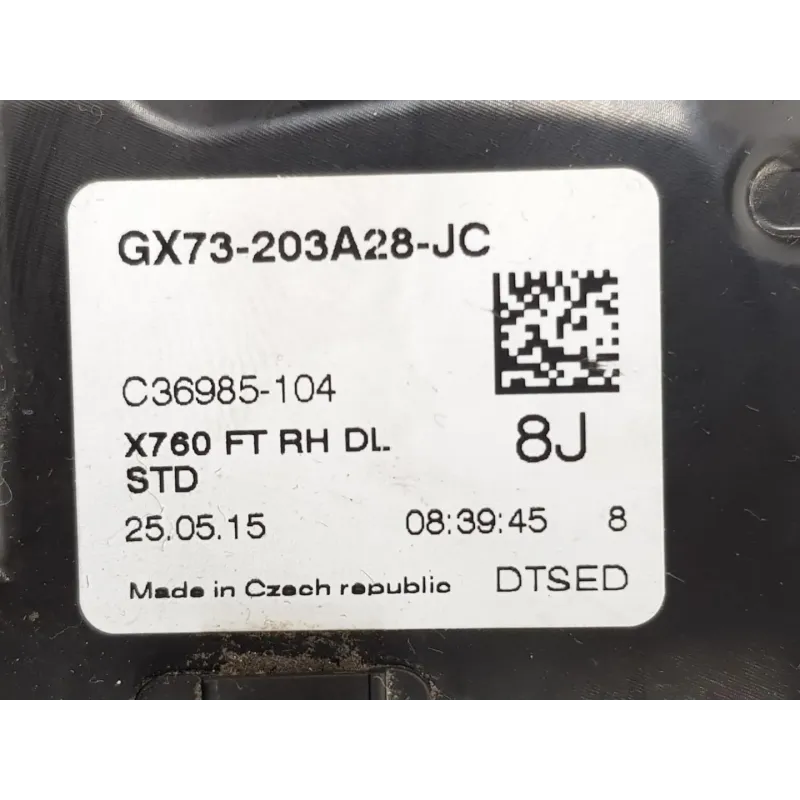 GX73-203A28-JC
C36985-104
X760 FT RH DL
STD
8J
25.05.15 08:39:45 8
Made in Czech republic DTSED